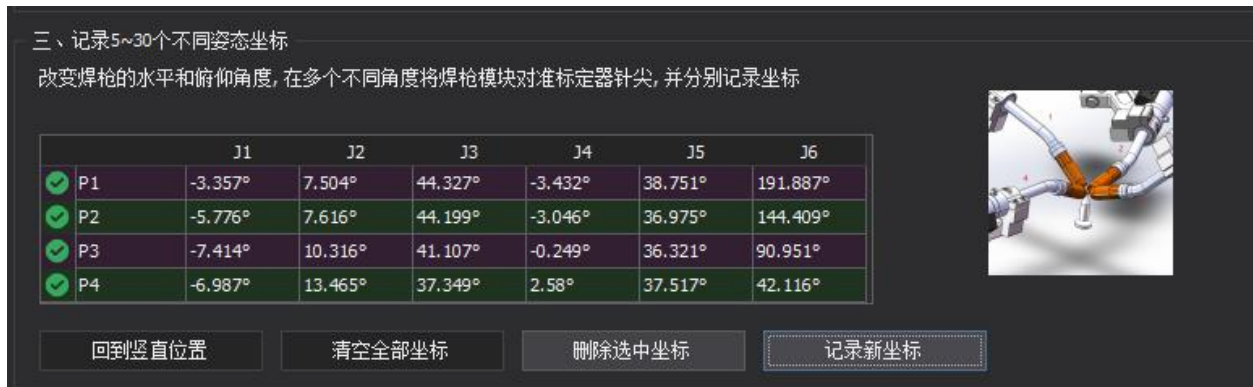 三、记录5~30个不同姿态坐标
改变焊枪的水平和俯仰角度, 在多个不同角度将焊枪模块对准标定器针尖, 并分别记录坐标
J1 J2 J3 J4 J5 J6
P1 -3.357° 7.504° 44.327° -3.432° 38.751° 191.887°
P2 -5.776° 7.616° 44.199° -3.046° 36.975° 144.409°
P3 -7.414° 10.316° 41.107° -0.249° 36.321° 90.951°
P4 -6.987° 13.465° 37.349° 2.58° 37.517° 42.116°
1
2
4
回到竖直位置 清空全部坐标 删除选中坐标 记录新坐标